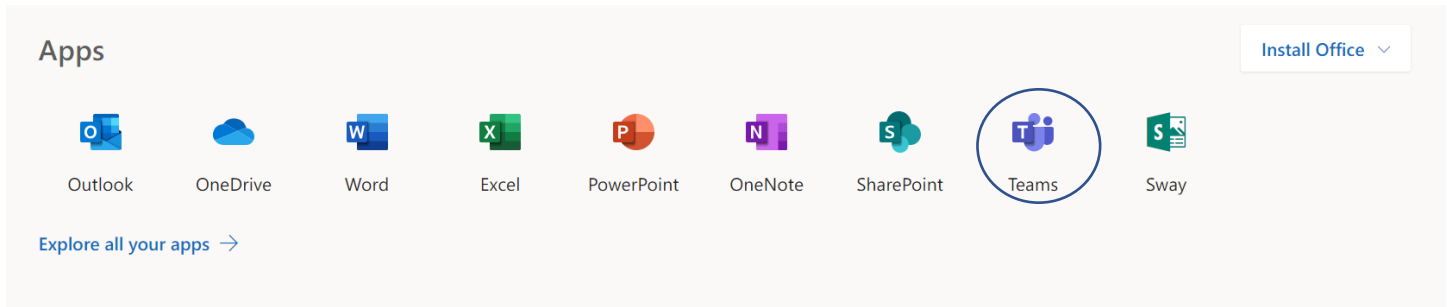 Apps
Install Office
O
W
X
P
N
S
T
S
Outlook OneDrive Word Excel PowerPoint OneNote SharePoint Teams Sway
Explore all your apps →